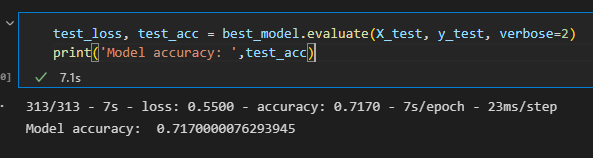 test_loss, test_acc = best_model.evaluate(X_test, y_test, verbose=2)
print('Model accuracy: ',test_acc)
0]
7.1s
313/313 - 7s - loss: 0.5500 - accuracy: 0.7170 - 7s/epoch - 23ms/step
Model accuracy:  0.7170000076293945